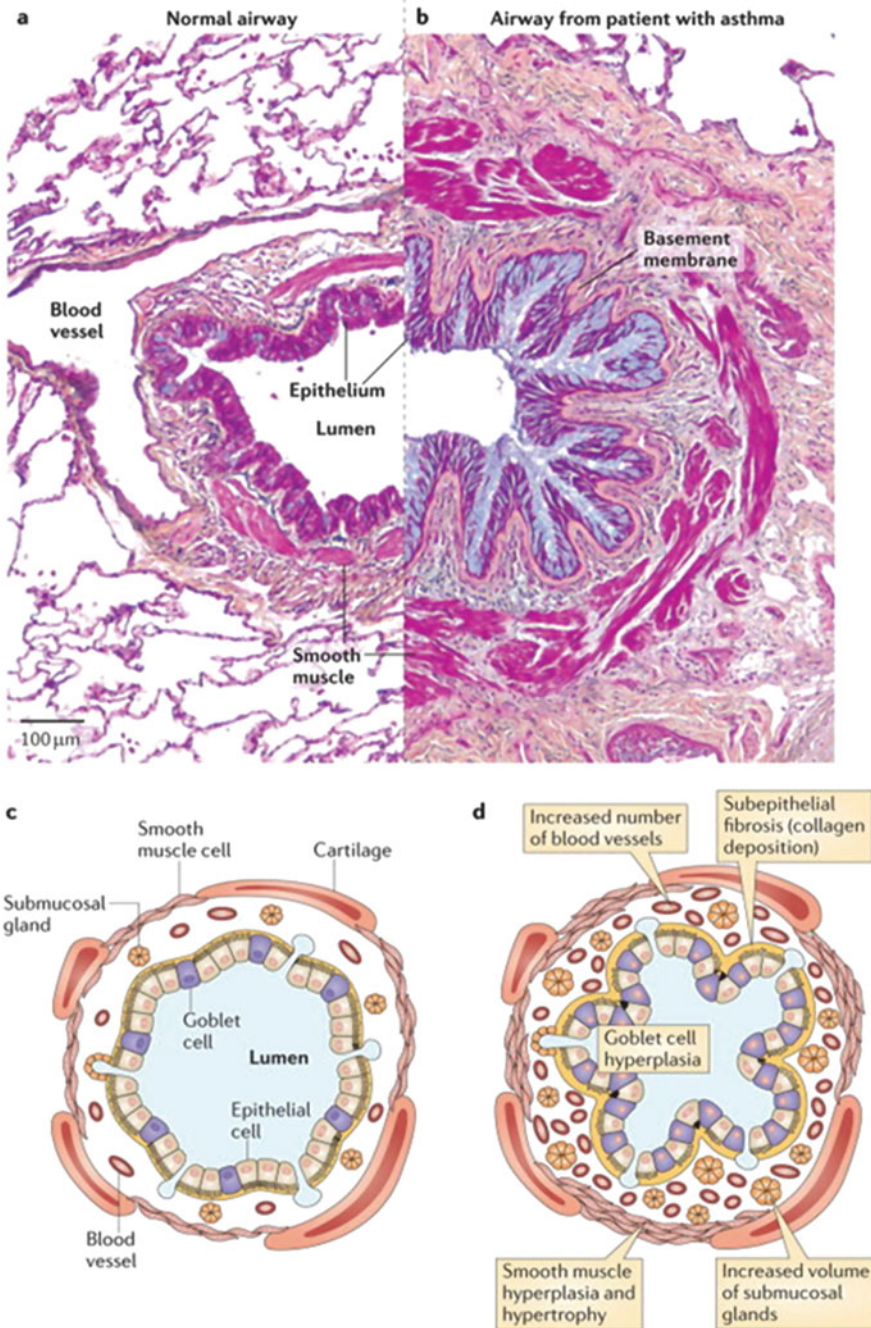 a
Normal airway
b
Airway from patient with asthma
Basement
membrane
Blood
vessel
Epithelium
Lumen
Smooth
muscle
100 μm
c
Smooth
muscle cell
Cartilage
Submucosal
gland
Goblet
cell
Lumen
Epithelial
cell
Blood
vessel
d
Increased number
of blood vessels
Subepithelial
fibrosis (collagen
deposition)
Goblet cell
hyperplasia
Smooth muscle
hyperplasia and
hypertrophy
Increased volume
of submucosal
glands